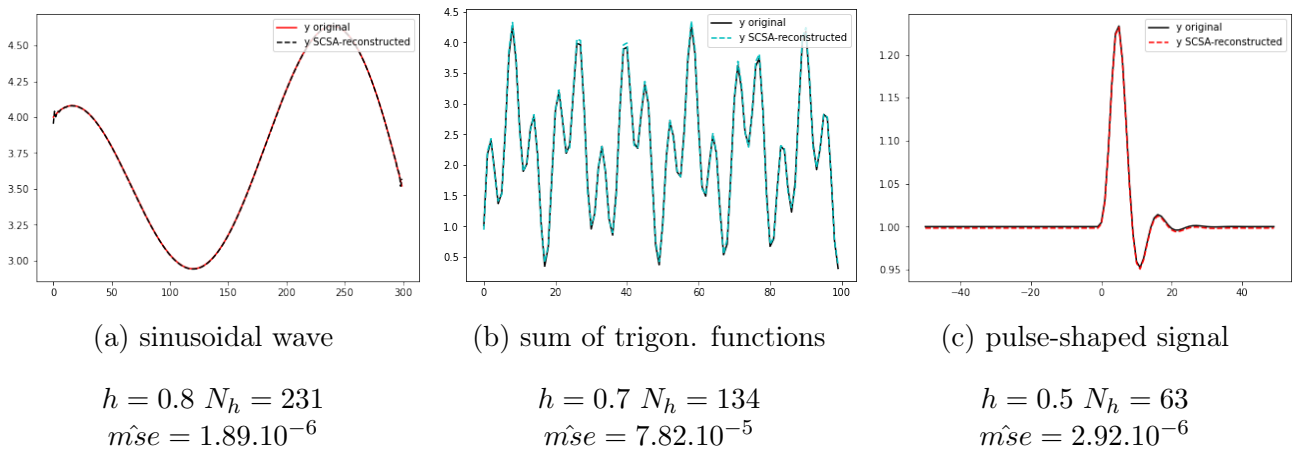 4.50
4.25
4.00
3.75
3.50
3.25
3.00
0 50 100 150 200 250 300
y original
y SCSA-reconstructed
4.5
4.0
3.5
3.0
2.5
2.0
1.5
1.0
0.5
0 20 40 60 80 100
y original
y SCSA-reconstructed
1.20
1.15
1.10
1.05
1.00
0.95
−40 −20 0 20 40
y original
y SCSA-reconstructed
(a) sinusoidal wave
(b) sum of trigon. functions
(c) pulse-shaped signal
h = 0.8 N_h = 231
mŝe = 1.89.10⁻⁶
h = 0.7 N_h = 134
mŝe = 7.82.10⁻⁵
h = 0.5 N_h = 63
mŝe = 2.92.10⁻⁶